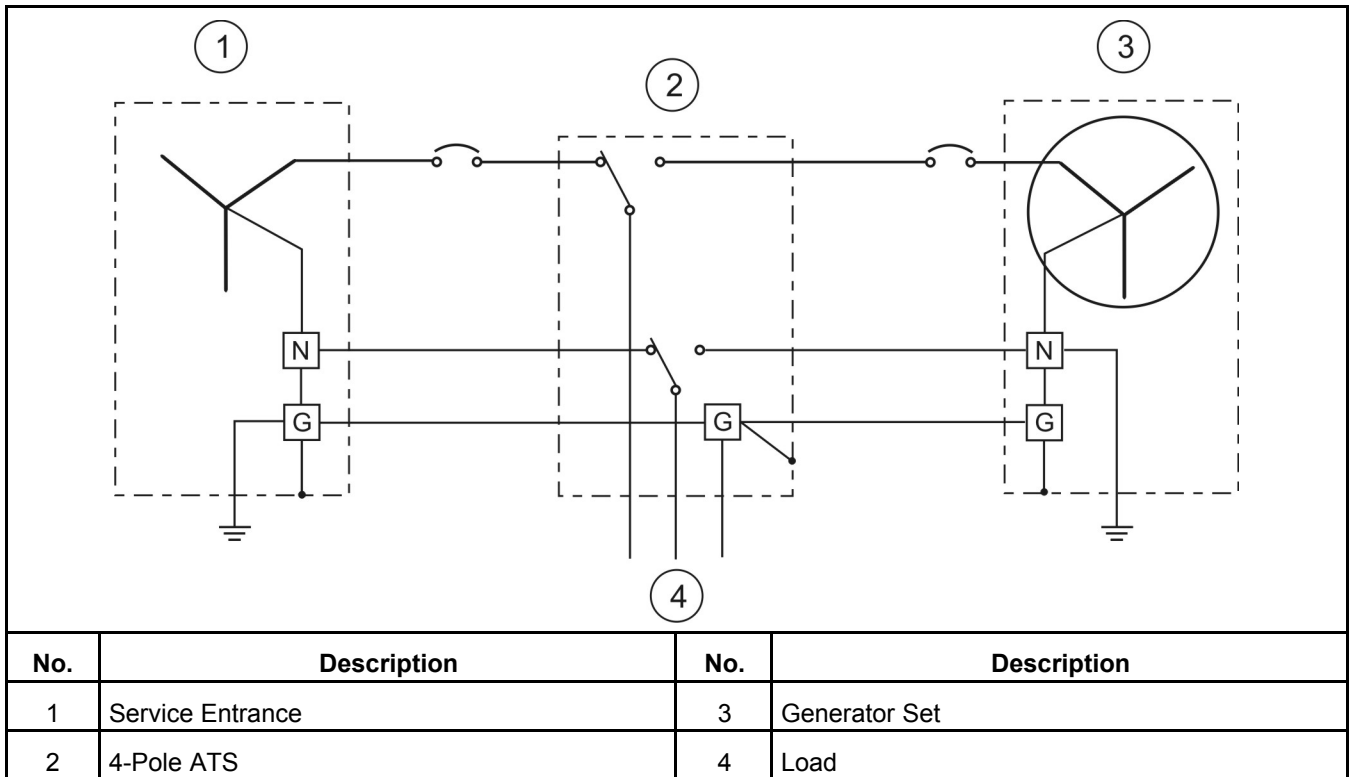 1
3
2
N
N
G
G
G
4
No. Description No. Description
1 Service Entrance 3 Generator Set
2 4-Pole ATS 4 Load